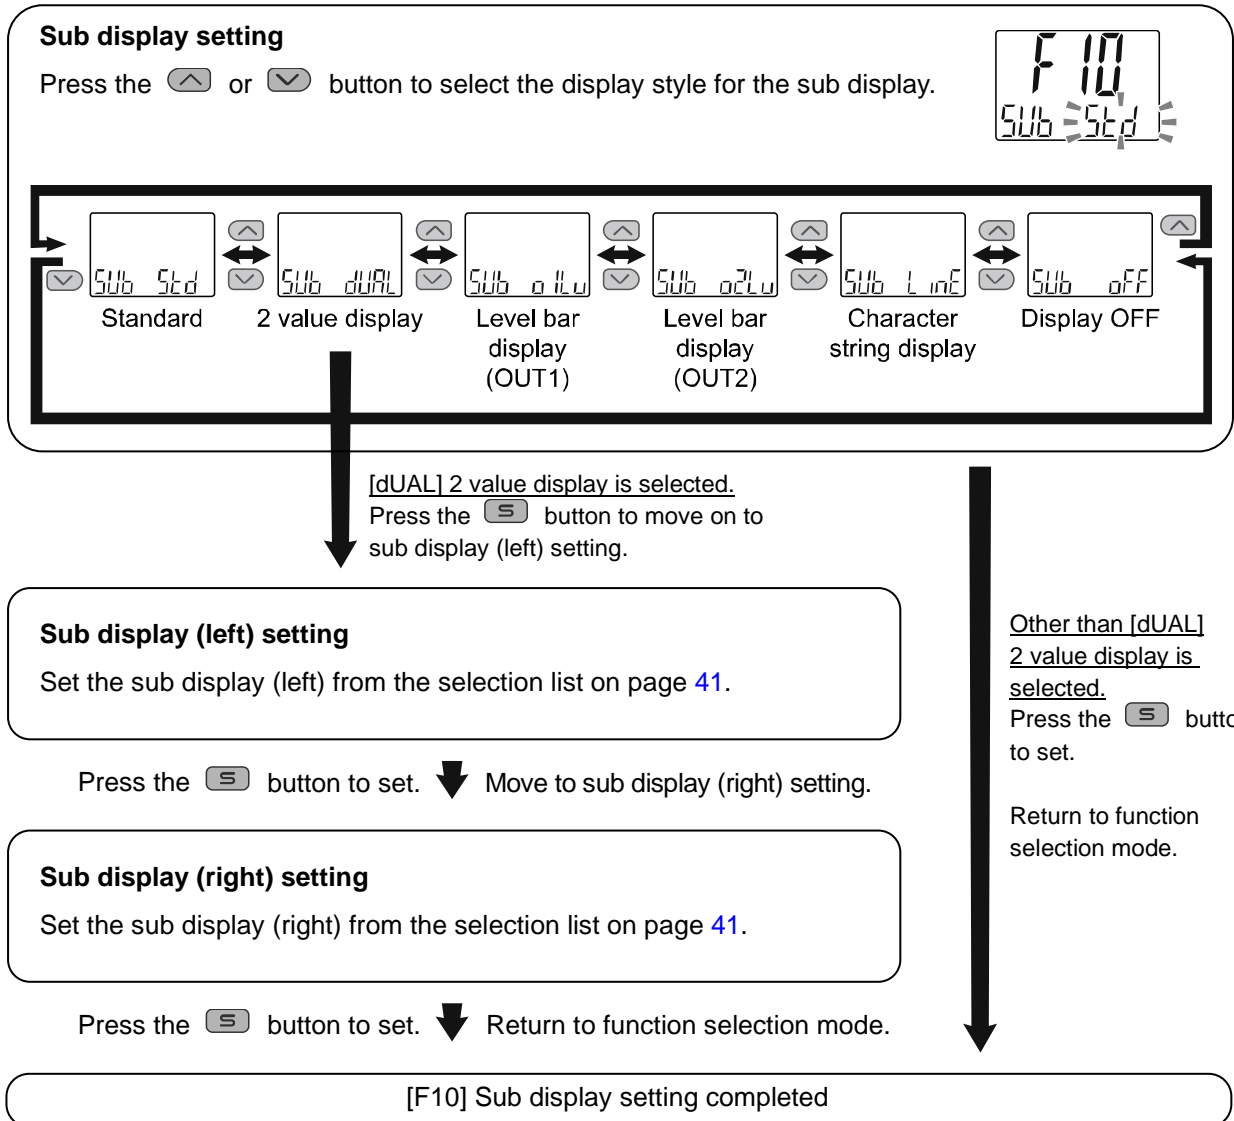 Sub display setting
Press the or button to select the display style for the sub display.
F 10
SUb Std
SUb Std
SUb dUAL
SUb o1Lv
SUb o2Lv
SUb LinE
SUb oFF
Standard
2 value display
Level bar
display
(OUT1)
Level bar
display
(OUT2)
Character
string display
Display OFF
[dUAL] 2 value display is selected.
Press the S button to move on to
sub display (left) setting.
Other than [dUAL]
2 value display is
selected.
Press the S butto
to set.
Return to function
selection mode.
Sub display (left) setting
Set the sub display (left) from the selection list on page 41.
Press the S button to set. Move to sub display (right) setting.
Sub display (right) setting
Set the sub display (right) from the selection list on page 41.
Press the S button to set. Return to function selection mode.
[F10] Sub display setting completed